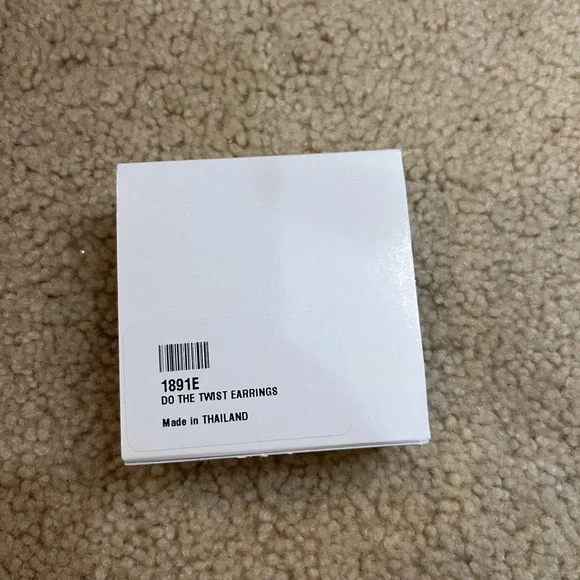 1891E
DO THE TWIST EARRINGS
Made in THAILAND